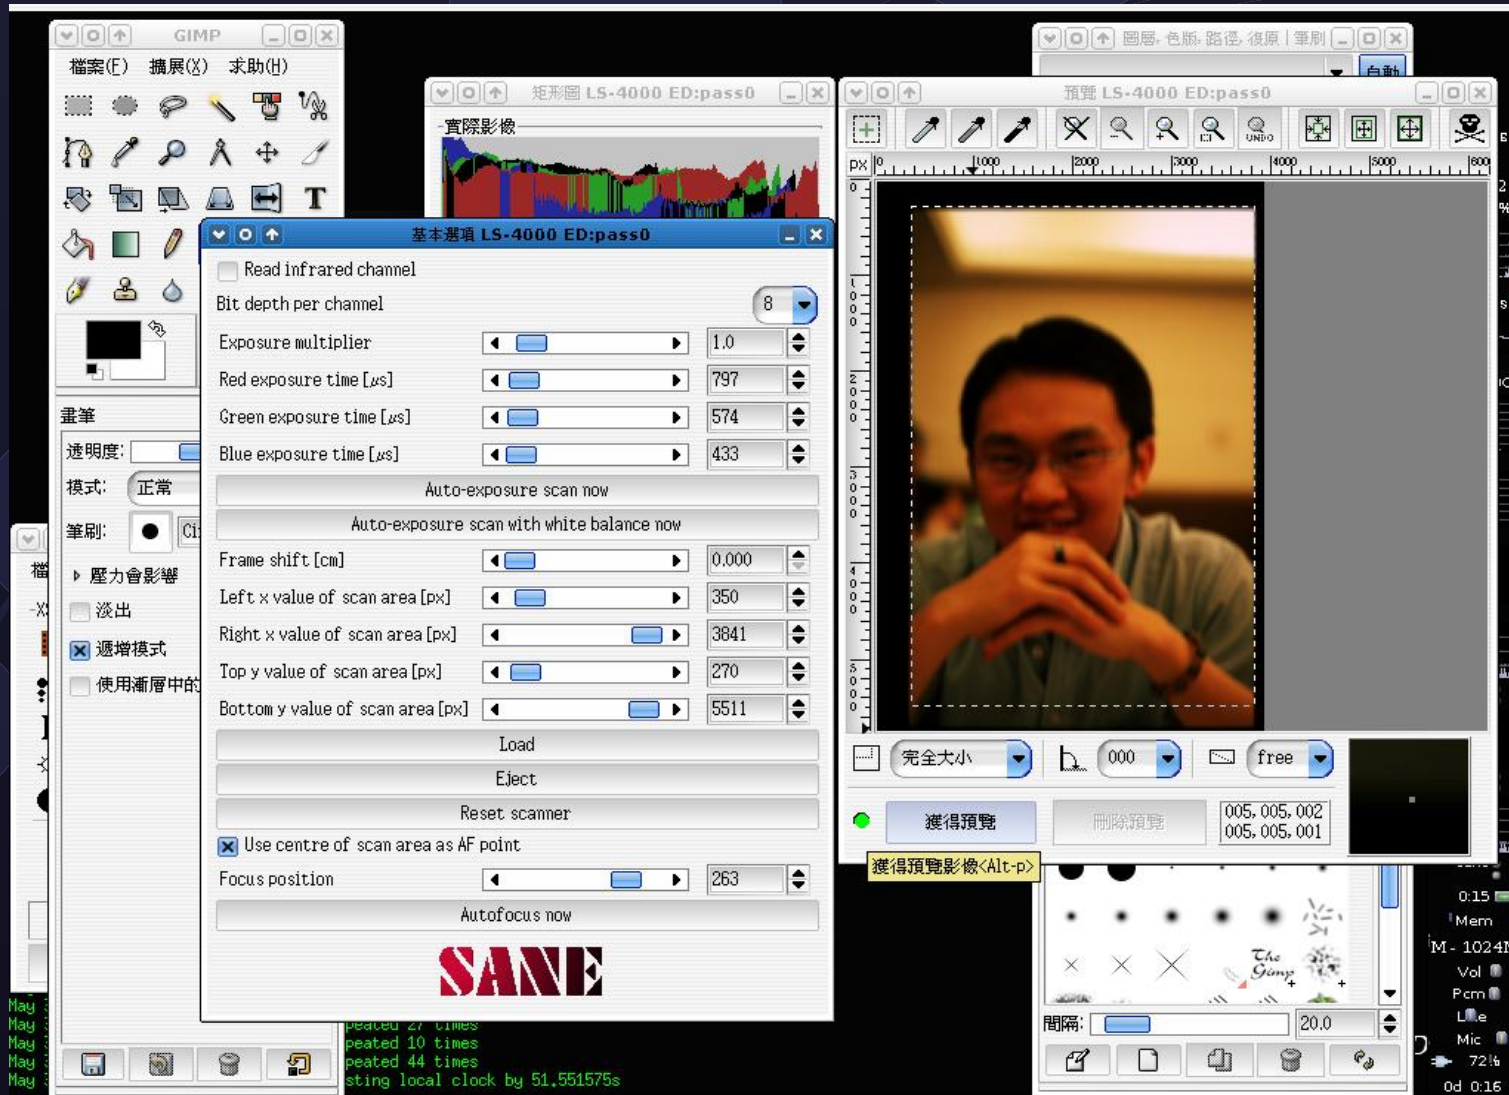 GIMP
檔案(F) 擴展(X) 求助(H)
畫筆
透明度:
模式: 正常
筆刷:
壓力會影響
淡出
遞增模式
使用漸層中的
矩形圖 LS-4000 ED:pass0
實際影像
基本選項 LS-4000 ED:pass0
Read infrared channel
Bit depth per channel 8
Exposure multiplier 1.0
Red exposure time [µs] 797
Green exposure time [µs] 574
Blue exposure time [µs] 433
Auto-exposure scan now
Auto-exposure scan with white balance now
Frame shift [cm] 0.000
Left x value of scan area [px] 350
Right x value of scan area [px] 3841
Top y value of scan area [px] 270
Bottom y value of scan area [px] 5511
Load
Eject
Reset scanner
Use centre of scan area as AF point
Focus position 263
Autofocus now
SANE
圖層, 色版, 路徑, 復原 | 筆刷
自動
預覽 LS-4000 ED:pass0
UNDO
px 0 1000 2000 3000 4000 5000
完全大小 000 free
獲得預覽 刪除預覽 005, 005, 002
005, 005, 001
獲得預覽影像<Alt-p>
The Gimp
間隔: 20.0
0:15
Mem
M - 1024M
Vol
Pcm
Mic
72%
0d 0:16
May
May peated 27 times
May peated 10 times
May peated 44 times
May sting local clock by 51.551575s